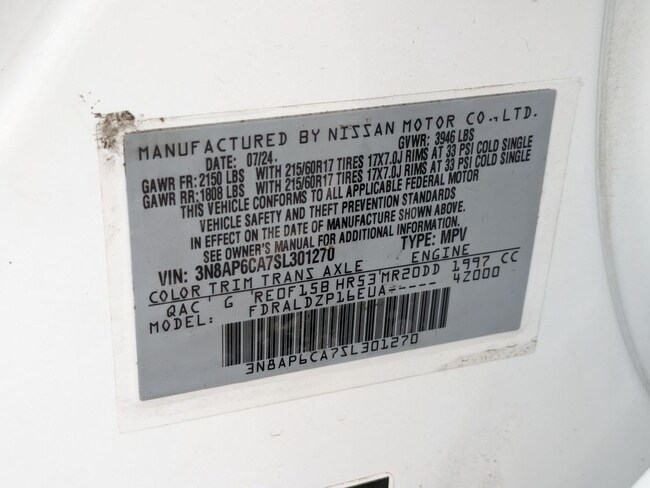 MANUFACTURED BY NISSAN MOTOR CO.,LTD.
DATE: 07/24. GVWR: 3946 LBS
GAWR FR: 2150 LBS WITH 215/60R17 TIRES 17X7.0J RIMS AT 33 PSI COLD SINGLE
GAWR RR: 1808 LBS WITH 215/60R17 TIRES 17X7.0J RIMS AT 33 PSI COLD SINGLE
THIS VEHICLE CONFORMS TO ALL APPLICABLE FEDERAL MOTOR
VEHICLE SAFETY AND THEFT PREVENTION STANDARDS
IN EFFECT ON THE DATE OF MANUFACTURE SHOWN ABOVE.
SEE OWNER'S MANUAL FOR ADDITIONAL INFORMATION.
VIN: 3N8AP6CA7SL301270 TYPE: MPV
COLOR TRIM TRANS AXLE ENGINE
QAC G RE0F15B HR53 MR20DD 1997 CC
MODEL: FDRALDZP16EUA----- 4Z000
3N8AP6CA7SL301270